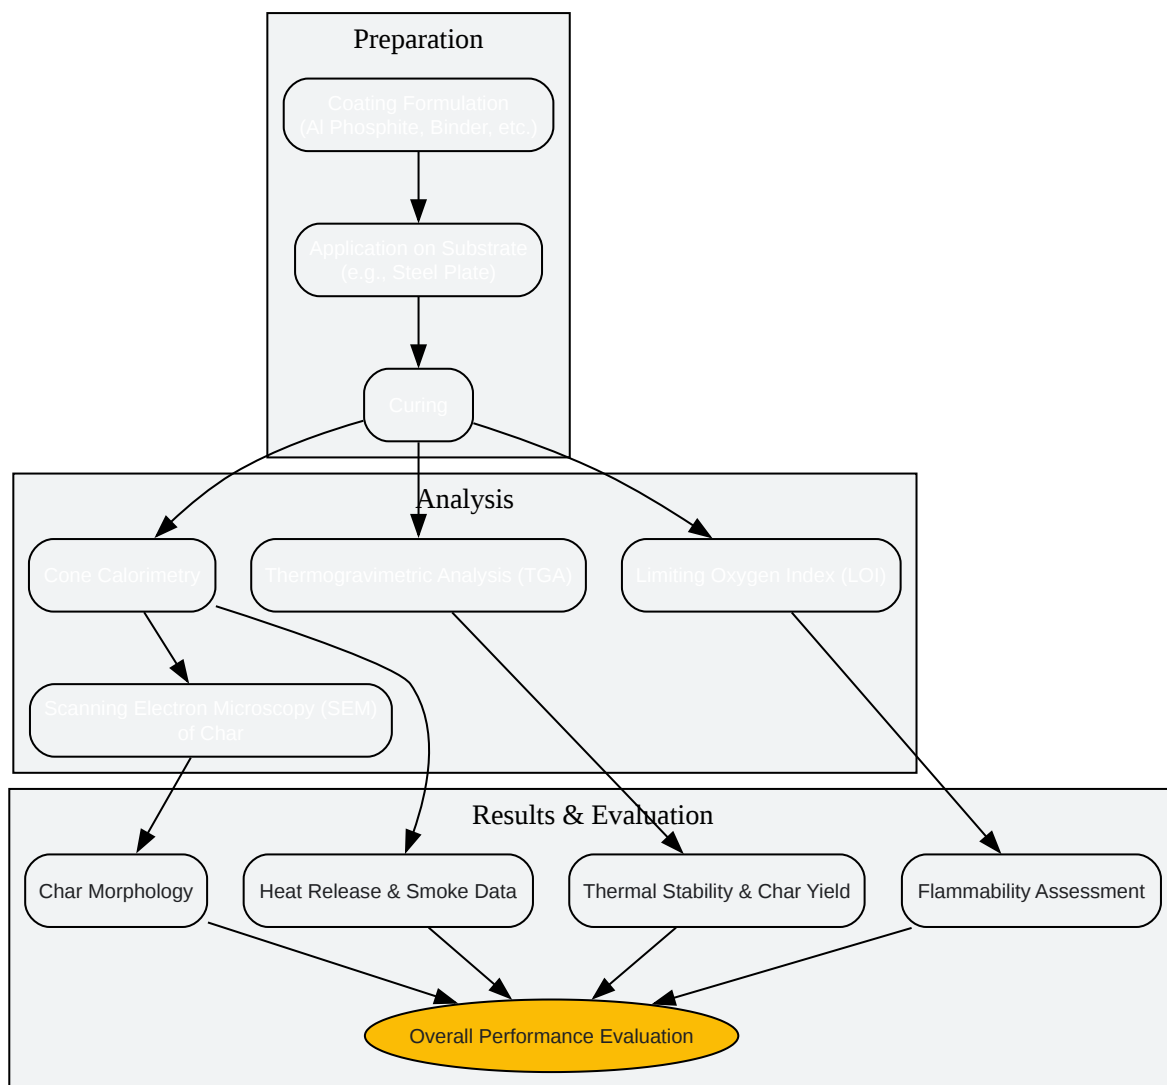 Preparation
Coating Formulation
(Al Phosphite, Binder, etc.)
Application on Substrate
(e.g., Steel Plate)
Curing
Analysis
Cone Calorimetry
Thermogravimetric Analysis (TGA)
Limiting Oxygen Index (LOI)
Scanning Electron Microscopy (SEM)
of Char
Results & Evaluation
Char Morphology
Heat Release & Smoke Data
Thermal Stability & Char Yield
Flammability Assessment
Overall Performance Evaluation